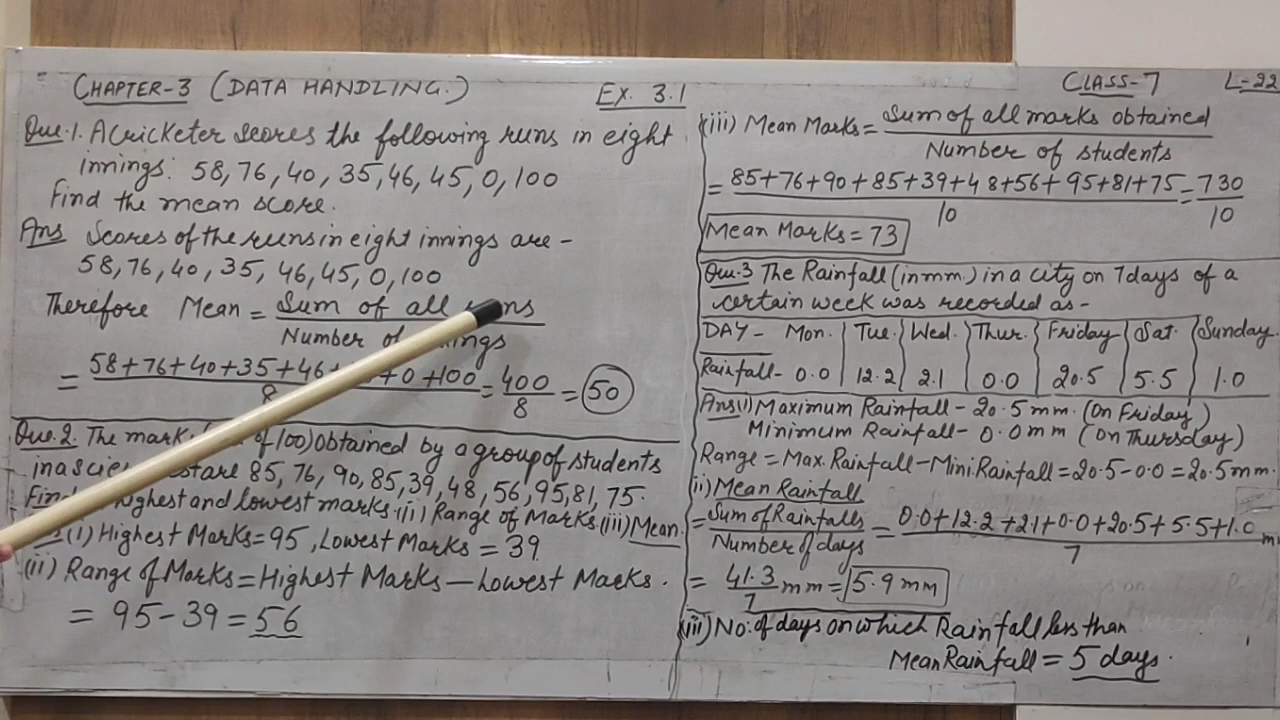 CHAPTER-3 (DATA HANDLING.)
EX. 3.1
Que.1. A Cricketer scores the following runs in eight
innings: 58, 76, 40, 35, 46, 45, 0, 100
Find the mean score.
Ans Scores of the runs in eight innings are -
58, 76, 40, 35, 46, 45, 0, 100
Therefore Mean = Sum of all
Number of
= 58+76+40+35+46+ +0+100 = 400 = 50
8 8
Que.2. The of 100) obtained by a group of students
in a are 85, 76, 90, 85, 39, 48, 56, 95, 81, 75.
and lowest marks (ii) Range of Marks (iii) Mean.
(i) Highest Marks = 95, Lowest Marks = 39
(ii) Range of Marks = Highest Marks - Lowest Marks.
= 95 - 39 = 56
CLASS-7 L-22
(iii) Mean Marks = Sum of all marks obtained
Number of students
= 85+76+90+85+39+48+56+95+81+75 = 730
10 10
Mean Marks = 73
Que.3 The Rainfall (in mm.) in a city on 7 days of a
certain week was recorded as -
DAY - Mon. Tue. Wed. Thur. Friday Sat. Sunday
Rainfall - 0.0 12.2 2.1 0.0 20.5 5.5 1.0
Ans (i) Maximum Rainfall - 20.5 mm. (On Friday)
Minimum Rainfall - 0.0 mm (On Thursday)
Range = Max. Rainfall - Mini. Rainfall = 20.5 - 0.0 = 20.5 mm.
(ii) Mean Rainfall
= Sum of Rainfalls = 0.0+12.2+2.1+0.0+20.5+5.5+1.0 m
Number of days 7
= 41.3 mm = 5.9 mm
7
(iii) No. of days on which Rainfall less than
Mean Rainfall = 5 days.